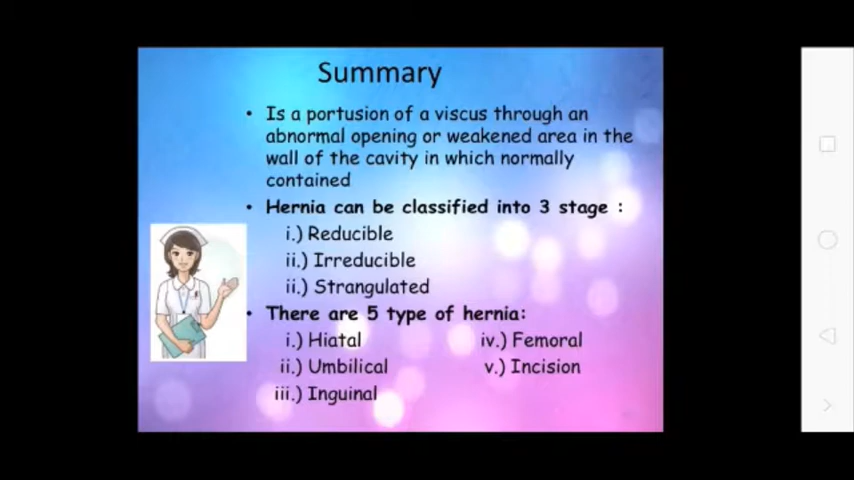 Summary
• Is a portusion of a viscus through an
abnormal opening or weakened area in the
wall of the cavity in which normally
contained
• Hernia can be classified into 3 stage :
i.) Reducible
ii.) Irreducible
ii.) Strangulated
• There are 5 type of hernia:
i.) Hiatal
ii.) Umbilical
iii.) Inguinal
iv.) Femoral
v.) Incision